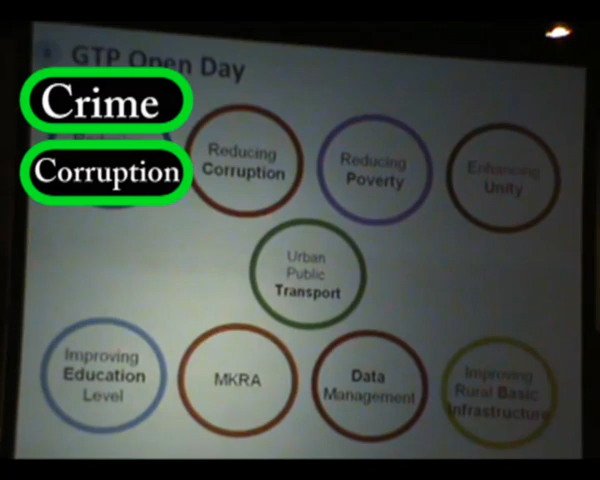 GTP Open Day
Crime
Corruption
Reducing
Corruption
Reducing
Poverty
Enhancing
Unity
Urban
Public
Transport
Improving
Education
Level
MKRA
Data
Management
Improving
Rural Basic
Infrastructure